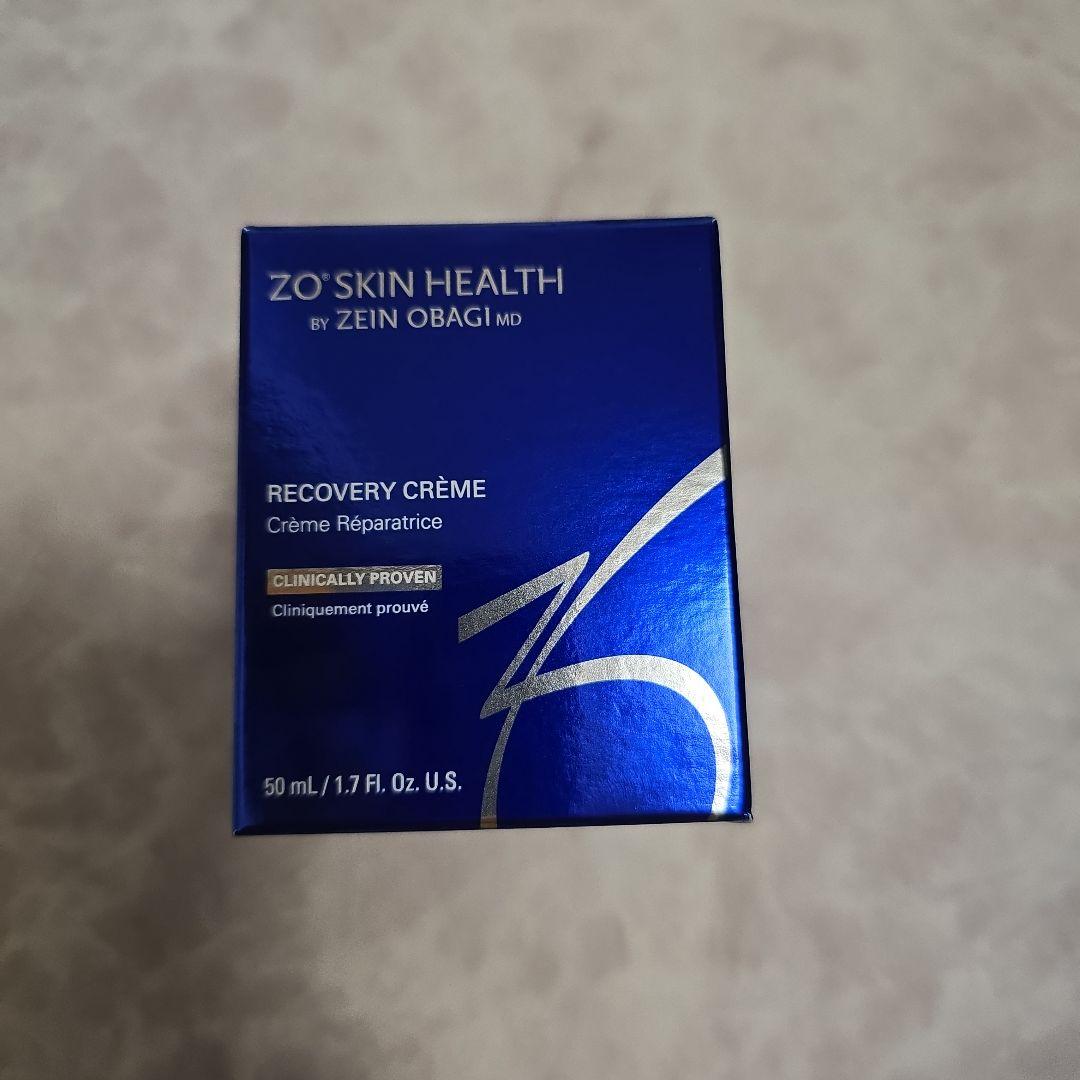 ZO® SKIN HEALTH
BY ZEIN OBAGI MD
RECOVERY CRÈME
Crème Réparatrice
CLINICALLY PROVEN
Cliniquement prouvé
50 mL / 1.7 Fl. Oz. U.S.